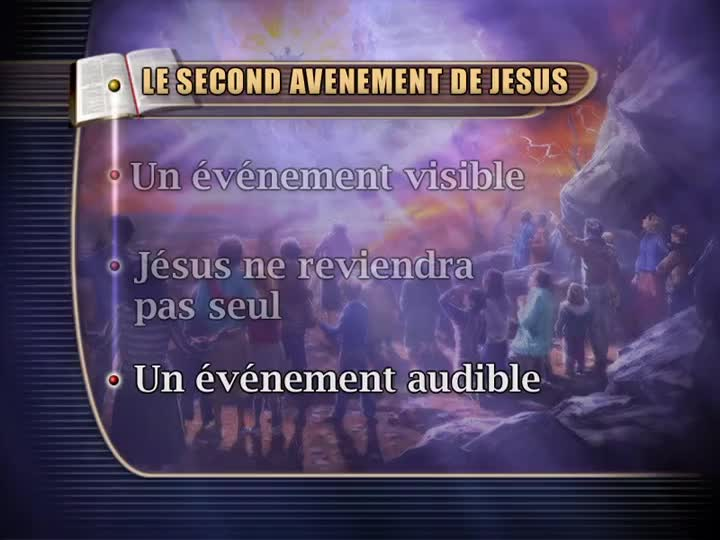 LE SECOND AVENEMENT DE JESUS
Un événement visible
Jésus ne reviendra
pas seul
Un événement audible